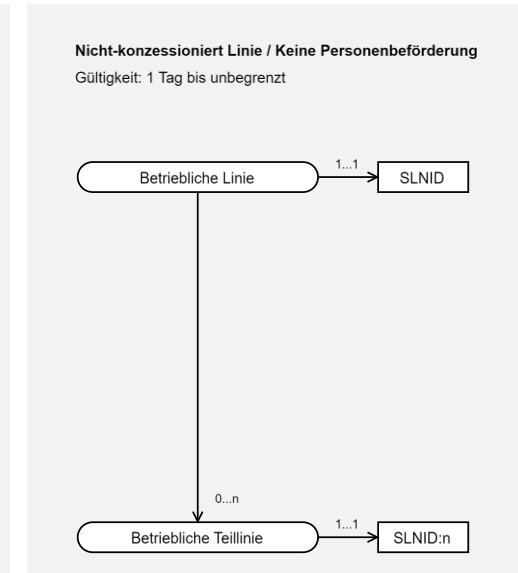 Nicht-konzessioniert Linie / Keine Personenbeförderung
Gültigkeit: 1 Tag bis unbegrenzt
Betriebliche Linie
1...1
SLNID
0...n
Betriebliche Teillinie
1...1
SLNID:n